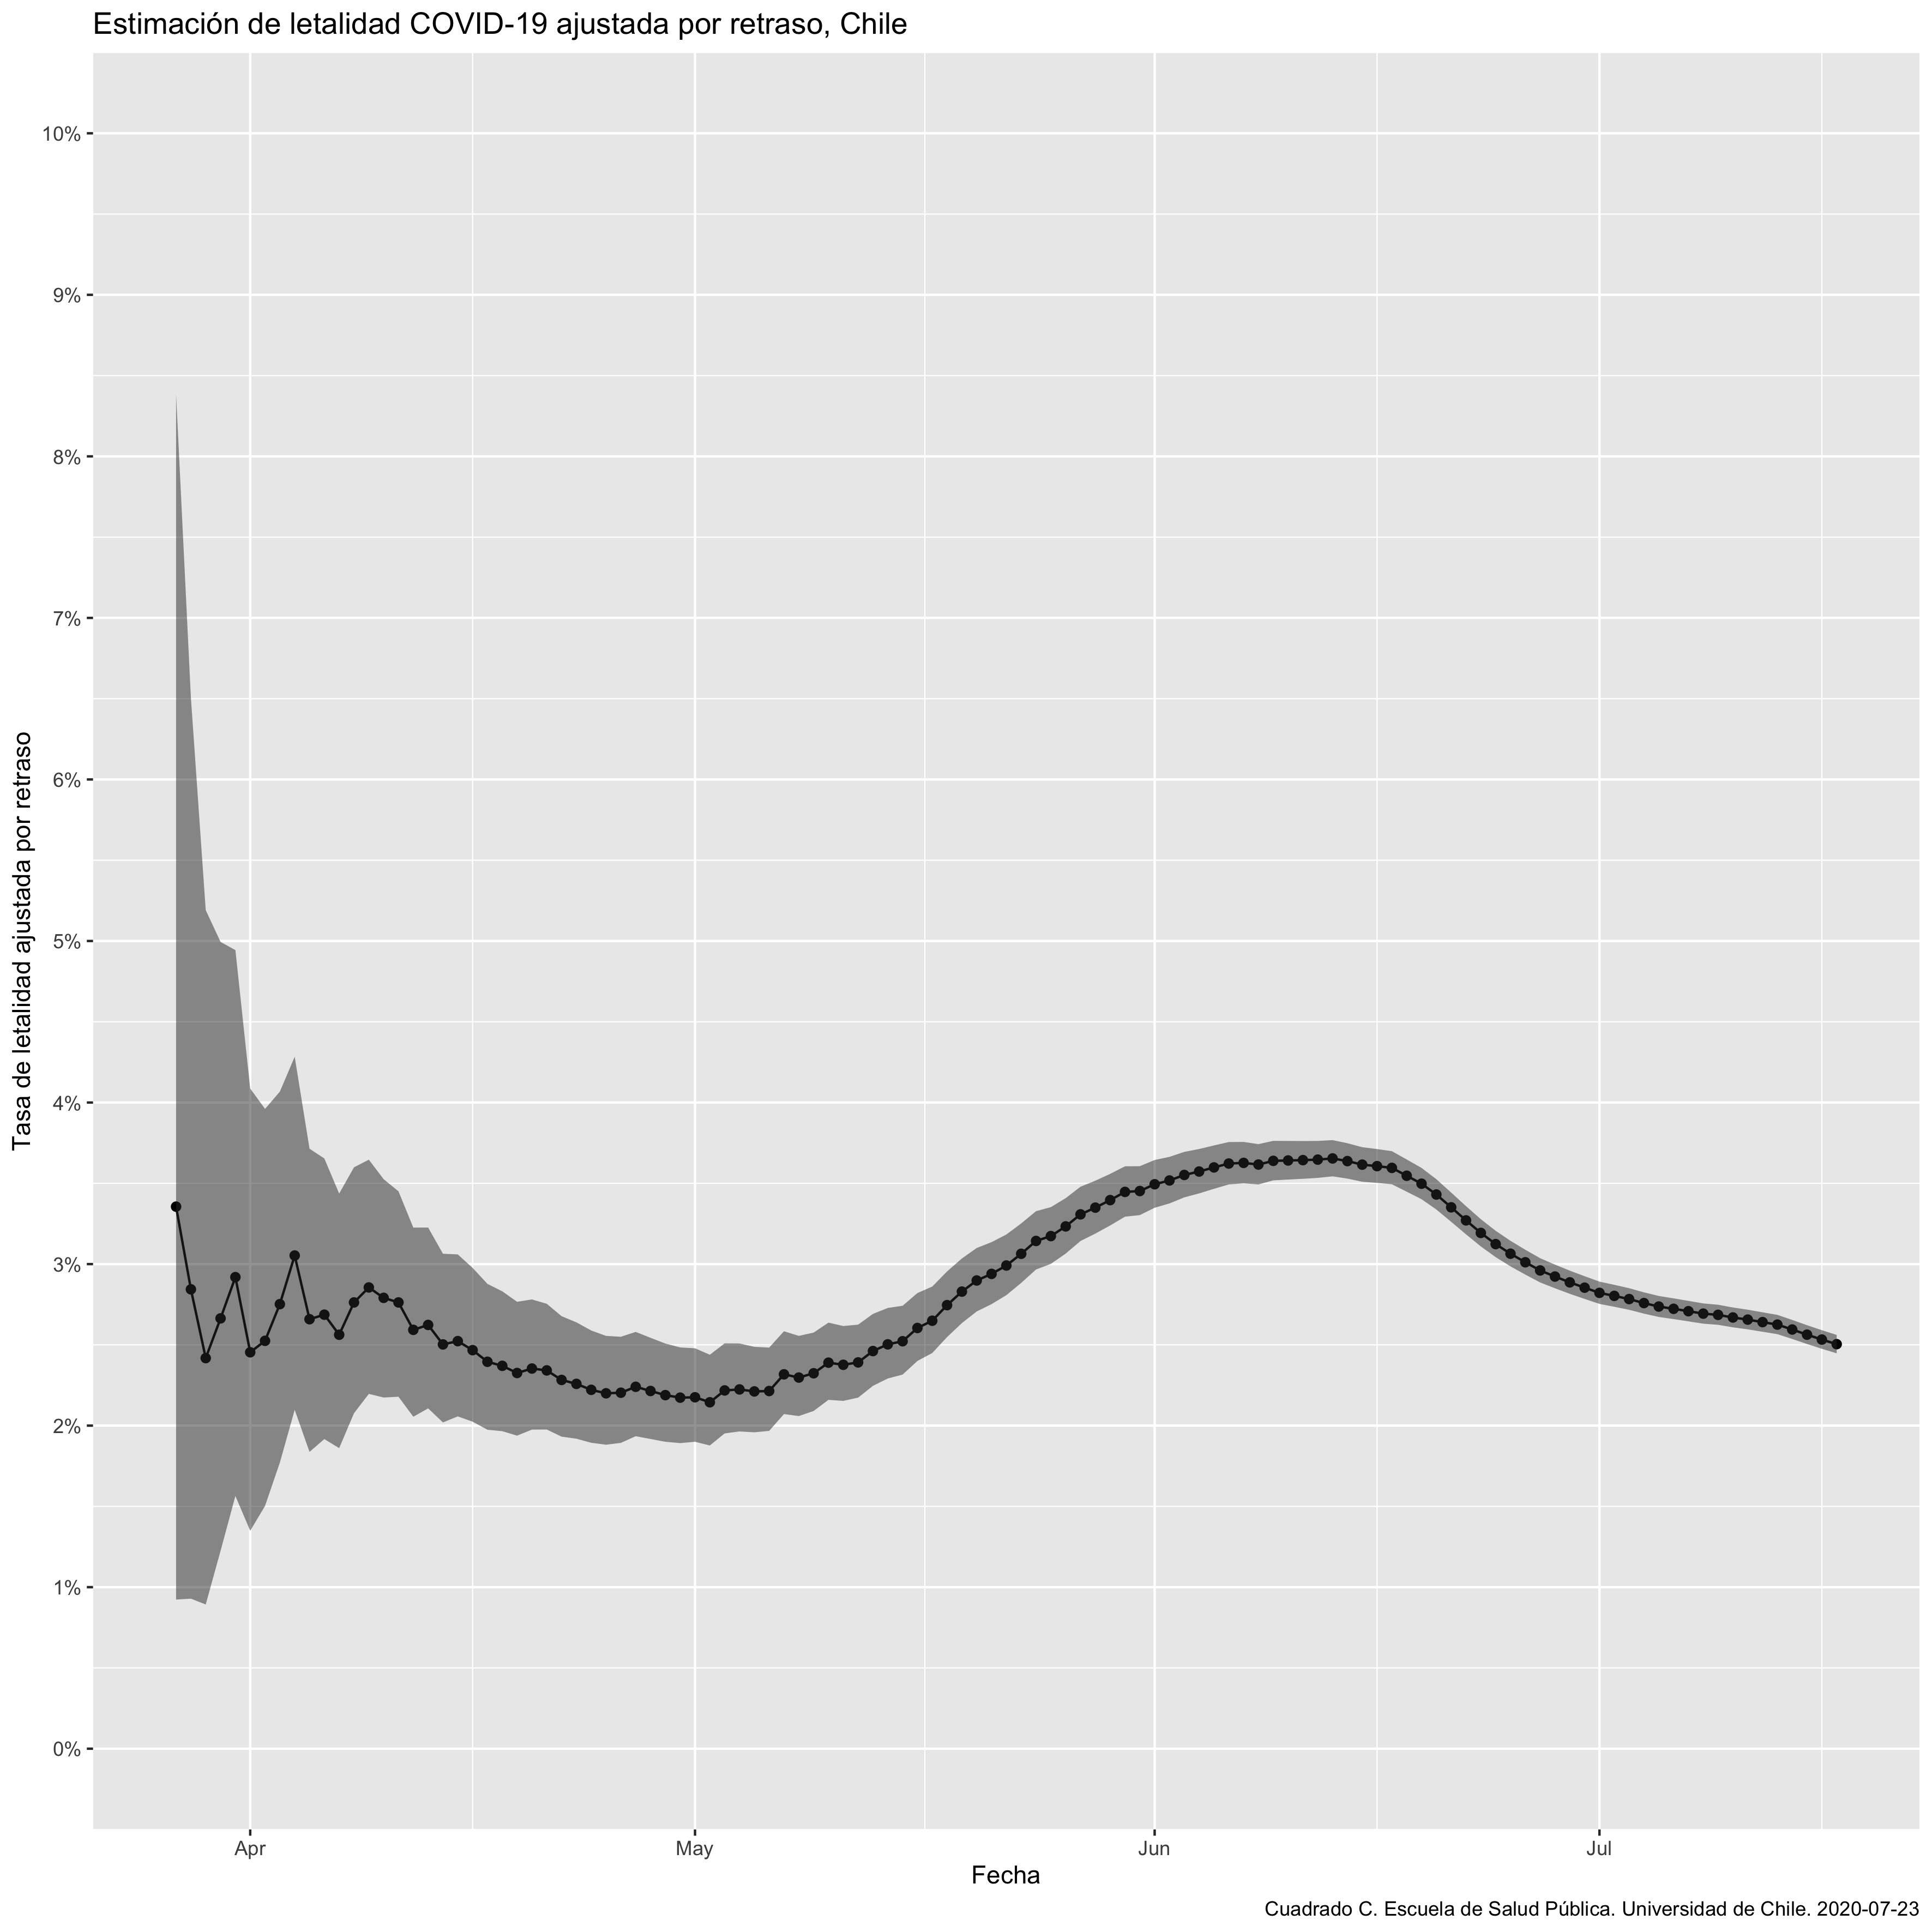 Estimación de letalidad COVID-19 ajustada por retraso, Chile
Tasa de letalidad ajustada por retraso
10%
9%
8%
7%
6%
5%
4%
3%
2%
1%
0%
Apr May Jun Jul
Fecha
Cuadrado C. Escuela de Salud Pública. Universidad de Chile. 2020-07-23